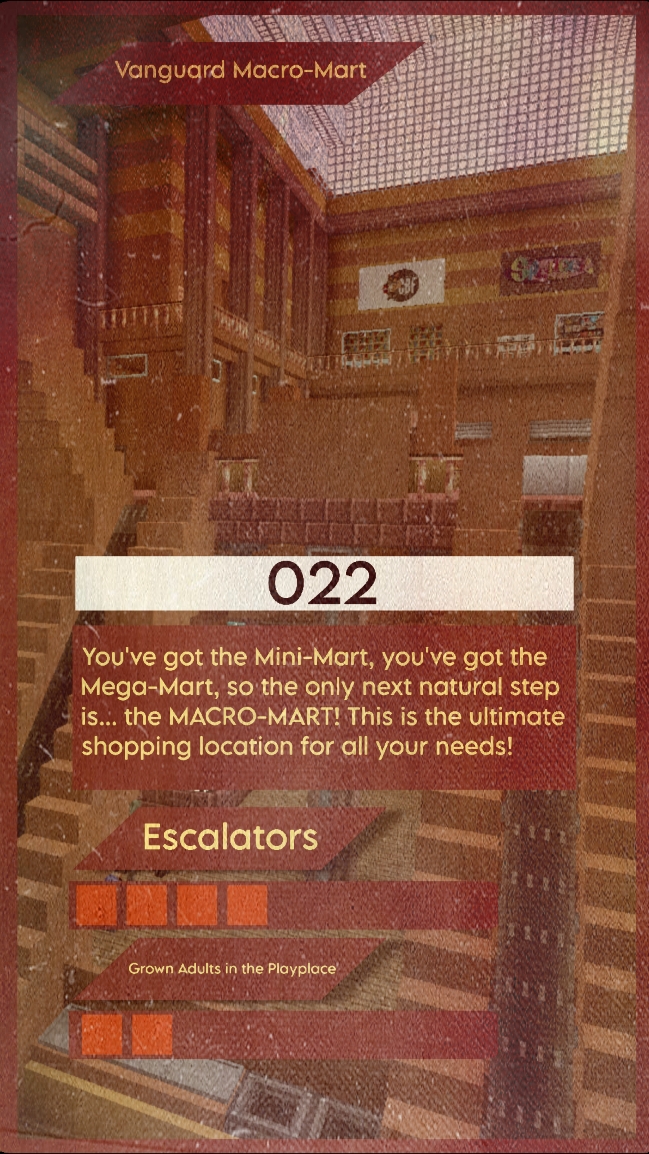 Vanguard Macro-Mart
022
You've got the Mini-Mart, you've got the
Mega-Mart, so the only next natural step
is... the MACRO-MART! This is the ultimate
shopping location for all your needs!
Escalators
Grown Adults in the Playplace